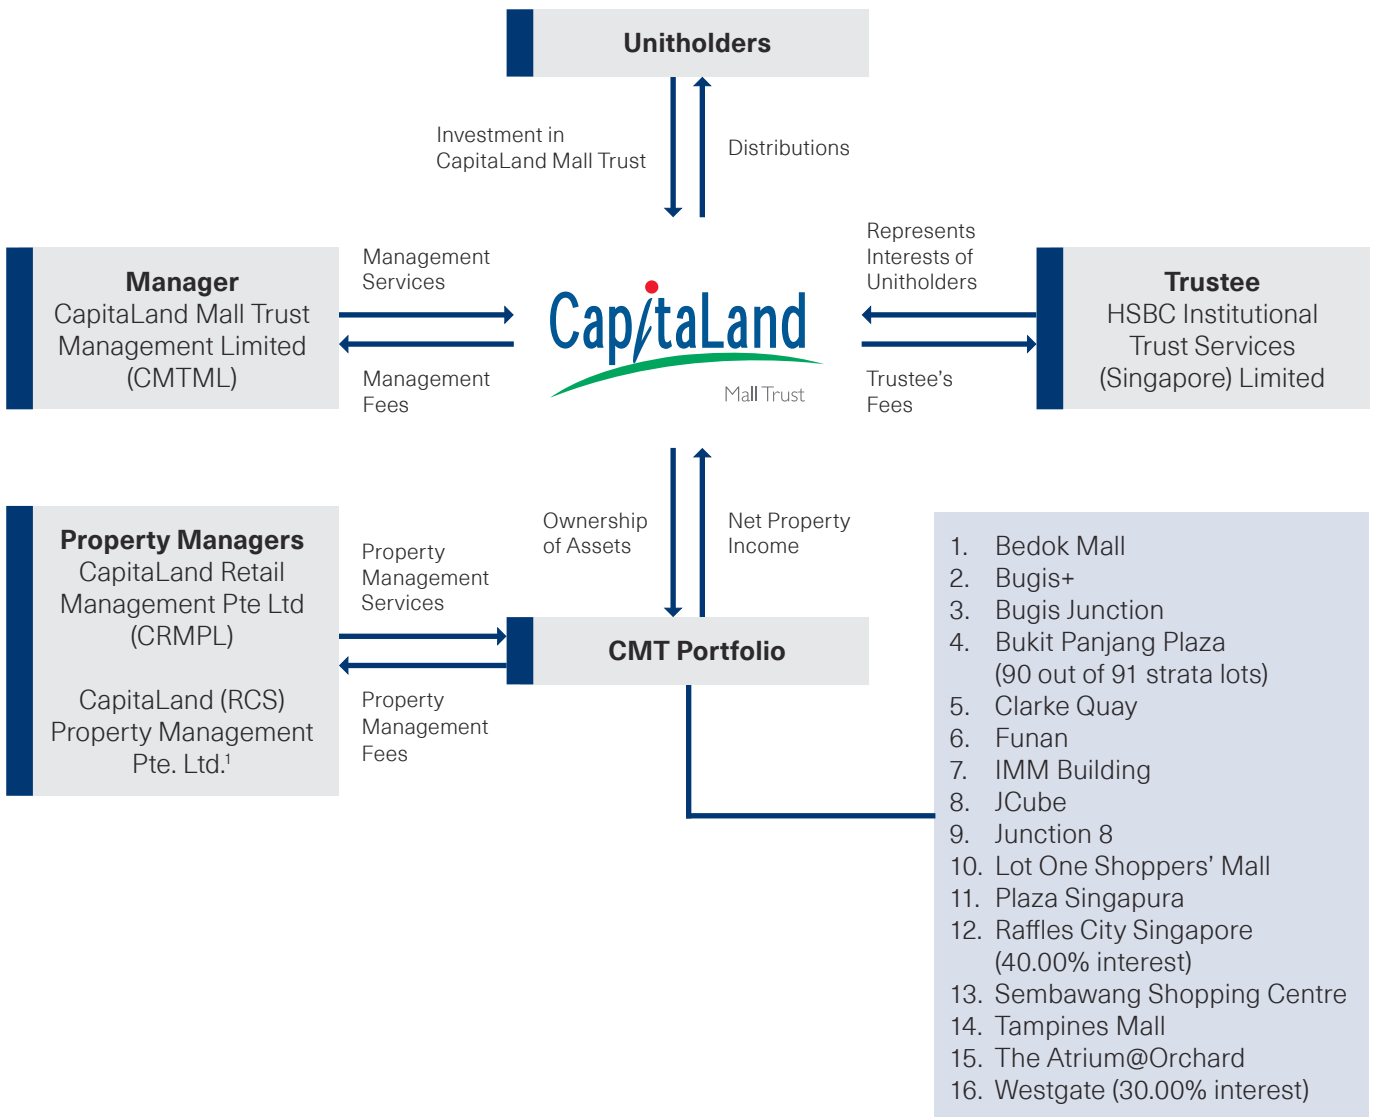 Unitholders
Investment in
CapitaLand Mall Trust
Distributions
Manager
CapitaLand Mall Trust
Management Limited
(CMTML)
Management
Services
Management
Fees
CapitaLand
Mall Trust
Represents
Interests of
Unitholders
Trustee's
Fees
Trustee
HSBC Institutional
Trust Services
(Singapore) Limited
Ownership
of Assets
Net Property
Income
Property Managers
CapitaLand Retail
Management Pte Ltd
(CRMPL)
CapitaLand (RCS)
Property Management
Pte. Ltd.¹
Property
Management
Services
Property
Management
Fees
CMT Portfolio
1. Bedok Mall
2. Bugis+
3. Bugis Junction
4. Bukit Panjang Plaza
(90 out of 91 strata lots)
5. Clarke Quay
6. Funan
7. IMM Building
8. JCube
9. Junction 8
10. Lot One Shoppers' Mall
11. Plaza Singapura
12. Raffles City Singapore
(40.00% interest)
13. Sembawang Shopping Centre
14. Tampines Mall
15. The Atrium@Orchard
16. Westgate (30.00% interest)